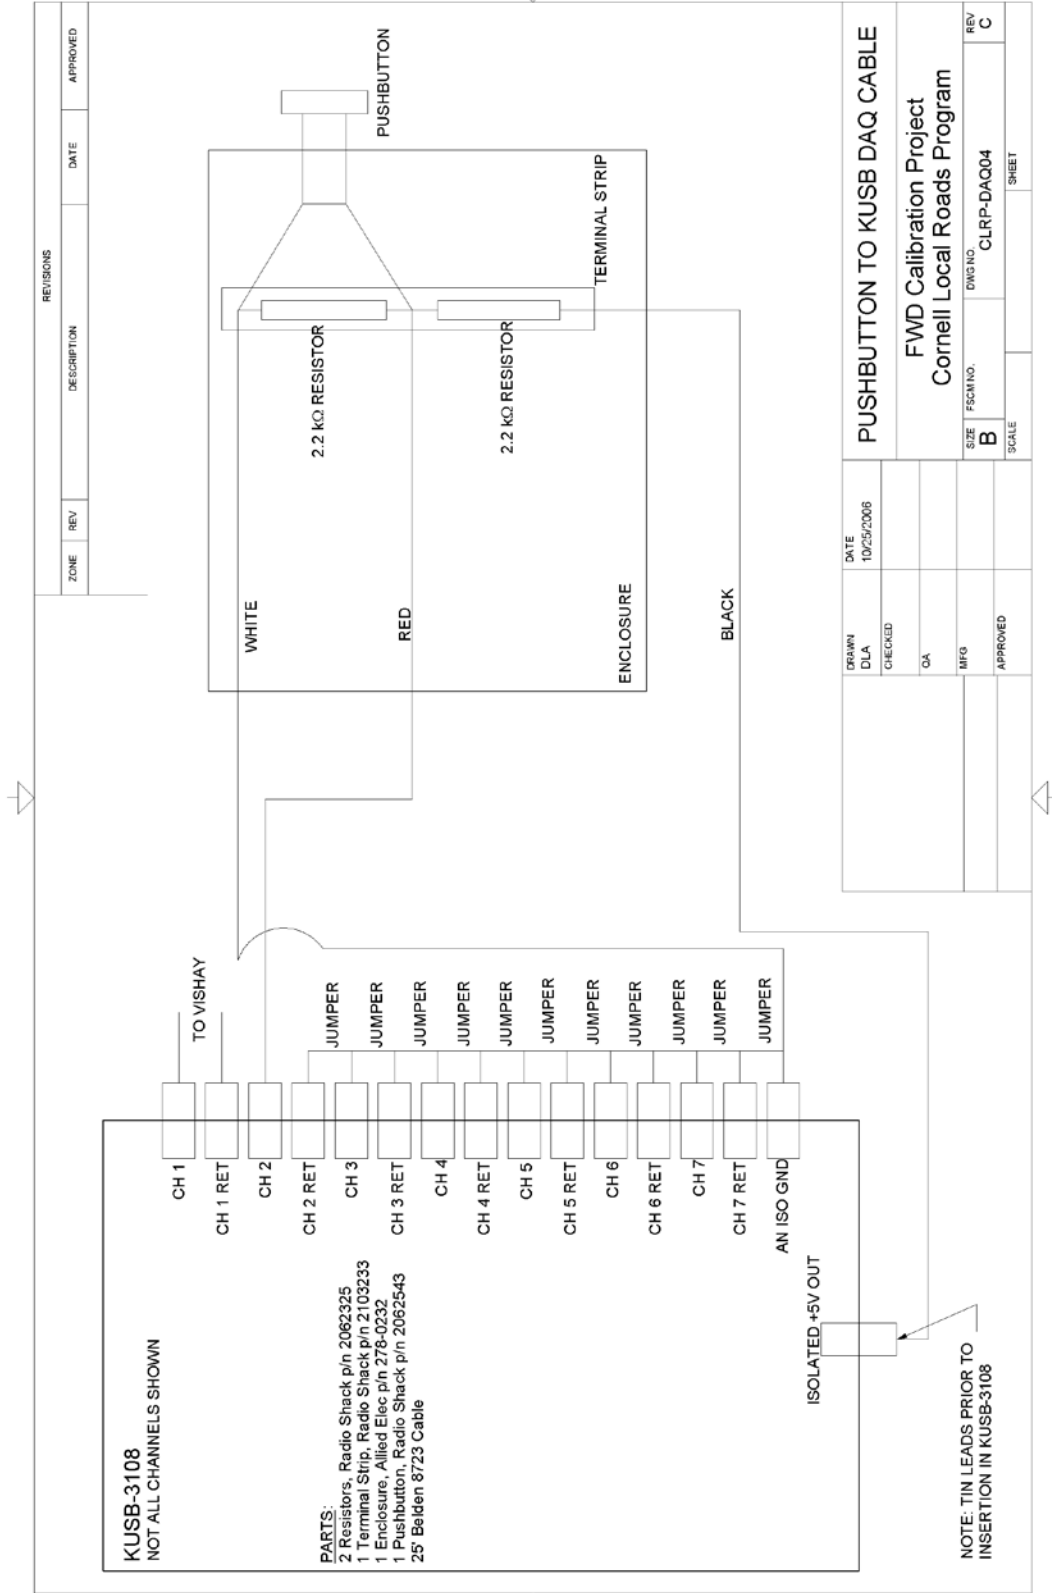 REVISIONS
ZONE REV DESCRIPTION DATE APPROVED
KUSB-3108
NOT ALL CHANNELS SHOWN
PARTS:
2 Resistors, Radio Shack p/n 2062325
1 Terminal Strip, Radio Shack p/n 2103233
1 Enclosure, Allied Elec p/n 278-0232
1 Pushbutton, Radio Shack p/n 2062543
25' Belden 8723 Cable
CH 1
CH 1 RET
CH 2
CH 2 RET
CH 3
CH 3 RET
CH 4
CH 4 RET
CH 5
CH 5 RET
CH 6
CH 6 RET
CH 7
CH 7 RET
AN ISO GND
ISOLATED +5V OUT
TO VISHAY
JUMPER
JUMPER
JUMPER
JUMPER
JUMPER
JUMPER
JUMPER
JUMPER
JUMPER
JUMPER
JUMPER
WHITE
RED
ENCLOSURE
BLACK
2.2 kΩ RESISTOR
2.2 kΩ RESISTOR
TERMINAL STRIP
PUSHBUTTON
NOTE: TIN LEADS PRIOR TO
INSERTION IN KUSB-3108
DRAWN
DLA
DATE
10/25/2006
CHECKED
QA
MFG
APPROVED
PUSHBUTTON TO KUSB DAQ CABLE
FWD Calibration Project
Cornell Local Roads Program
SIZE
B
FSCM NO.
DWG NO.
CLRP-DAQ04
REV
C
SCALE
SHEET